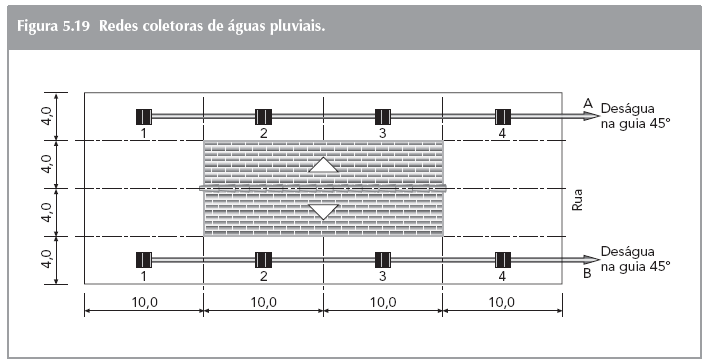 Figura 5.19 Redes coletoras de águas pluviais.
4,0
4,0
4,0
4,0
1
2
3
4
A
Deságua
na guia 45°
Rua
1
2
3
4
B
Deságua
na guia 45°
10,0
10,0
10,0
10,0